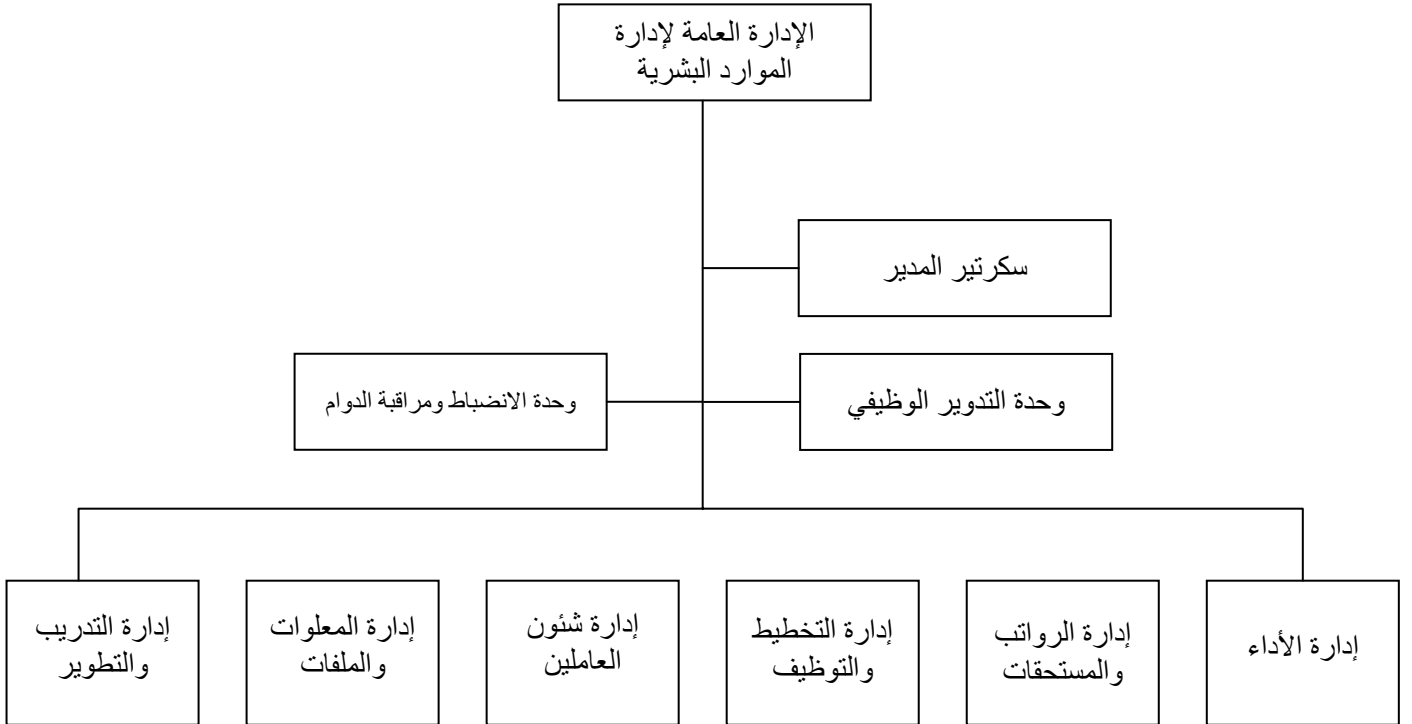 الإدارة العامة لإدارة
الموارد البشرية
سكرتير المدير
وحدة التدوير الوظيفي
وحدة الانضباط ومراقبة الدوام
إدارة الأداء
إدارة الرواتب
والمستحقات
إدارة التخطيط
والتوظيف
إدارة شئون
العاملين
إدارة المعلوات
والملفات
إدارة التدريب
والتطوير